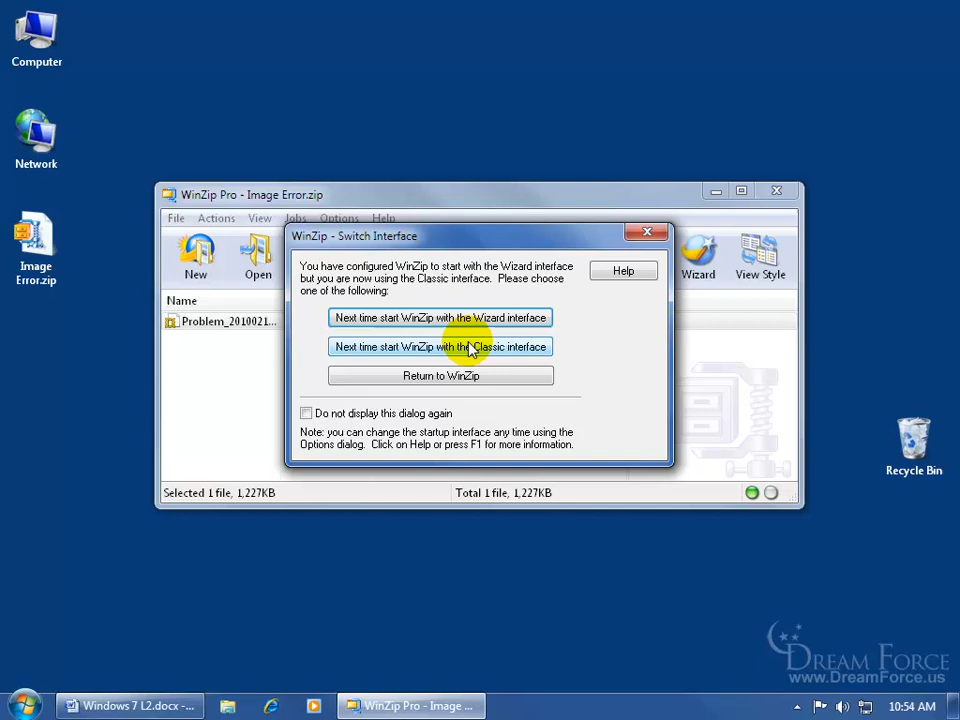 Computer
Network
Image
Error.zip
WinZip Pro - Image Error.zip
File Actions View Jobs Options Help
New Open Wizard View Style
Name
Problem_2010021...
WinZip - Switch Interface
You have configured WinZip to start with the Wizard interface
but you are now using the Classic interface. Please choose
one of the following:
Help
Next time start WinZip with the Wizard interface
Next time start WinZip with the Classic interface
Return to WinZip
Do not display this dialog again
Note: you can change the startup interface any time using the
Options dialog. Click on Help or press F1 for more information.
Selected 1 file, 1,227KB
Total 1 file, 1,227KB
Recycle Bin
DREAM FORCE
www.DreamForce.us
Windows 7 L2.docx -...
WinZip Pro - Image ...
10:54 AM